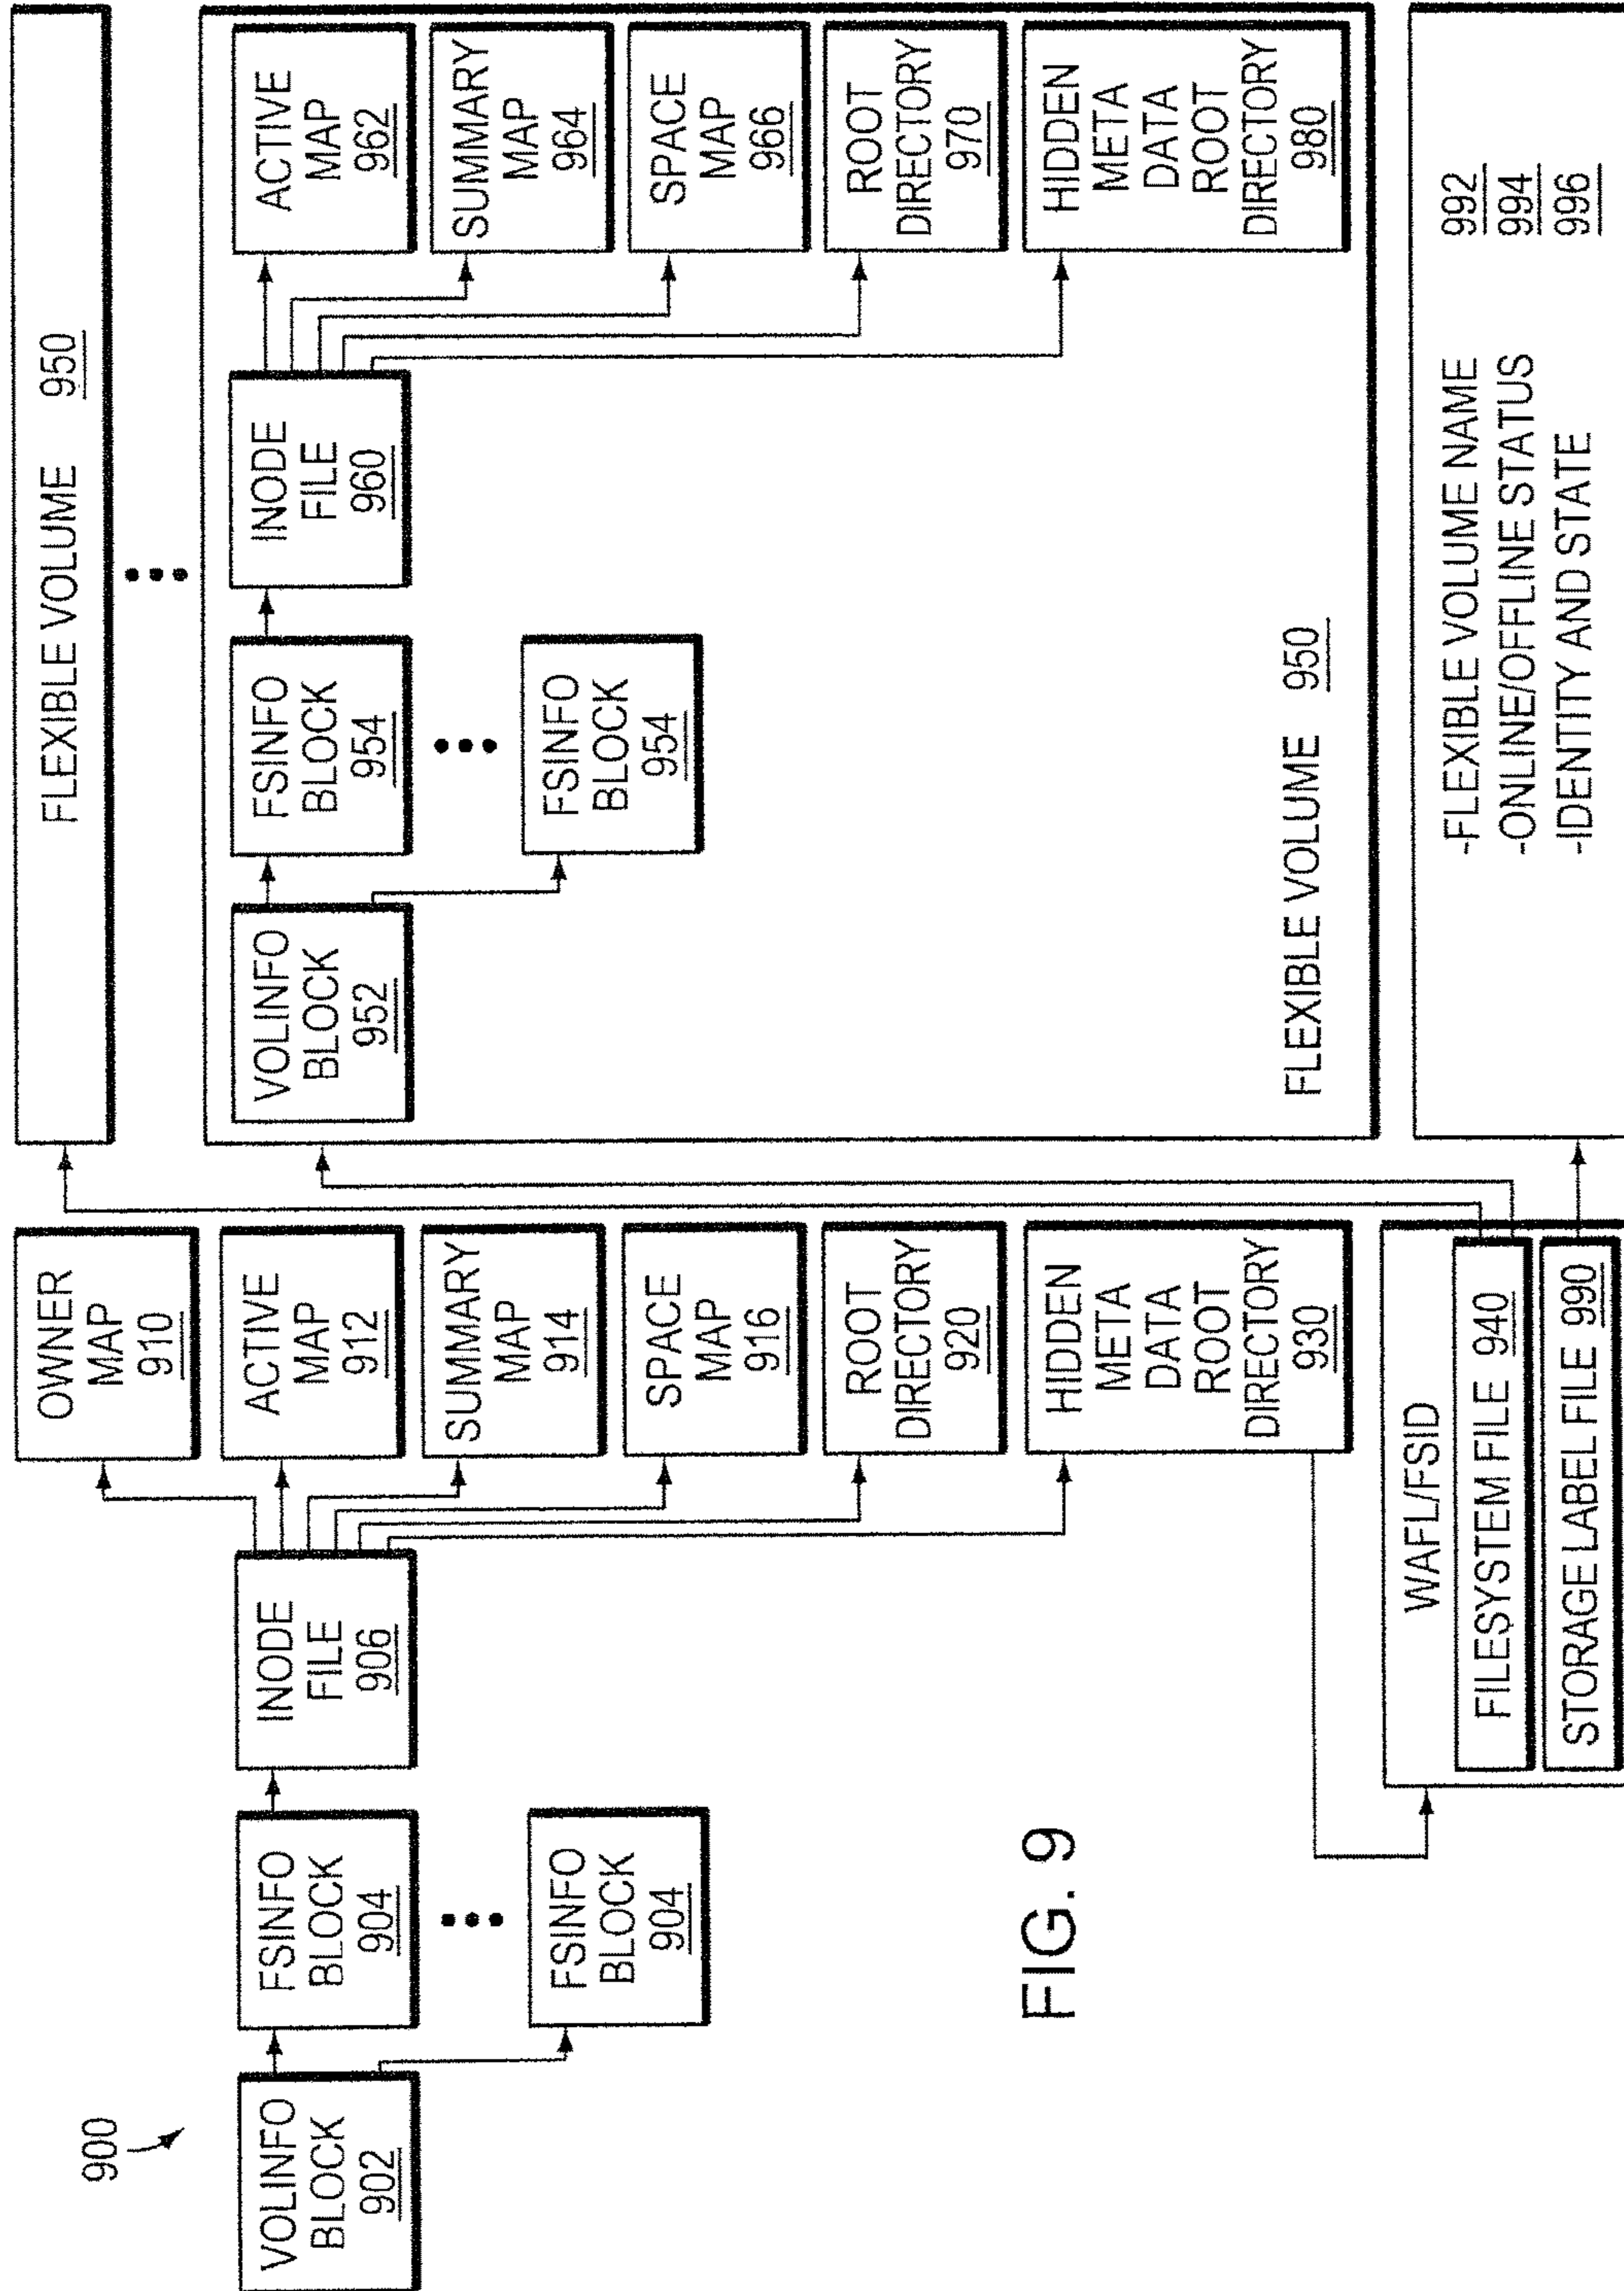 900
VOLINFO
BLOCK
902
FSINFO
BLOCK
904
FSINFO
BLOCK
904
INODE
FILE
906
OWNER
MAP
910
ACTIVE
MAP
912
SUMMARY
MAP
914
SPACE
MAP
916
ROOT
DIRECTORY
920
HIDDEN
META
DATA
ROOT
DIRECTORY
930
WAFL/FSID
FILESYSTEM FILE 940
STORAGE LABEL FILE 990
FLEXIBLE VOLUME 950
VOLINFO
BLOCK
952
FSINFO
BLOCK
954
FSINFO
BLOCK
954
INODE
FILE
960
ACTIVE
MAP
962
SUMMARY
MAP
964
SPACE
MAP
966
ROOT
DIRECTORY
970
HIDDEN
META
DATA
ROOT
DIRECTORY
980
FLEXIBLE VOLUME 950
-FLEXIBLE VOLUME NAME 992
-ONLINE/OFFLINE STATUS 994
-IDENTITY AND STATE 996
FIG. 9